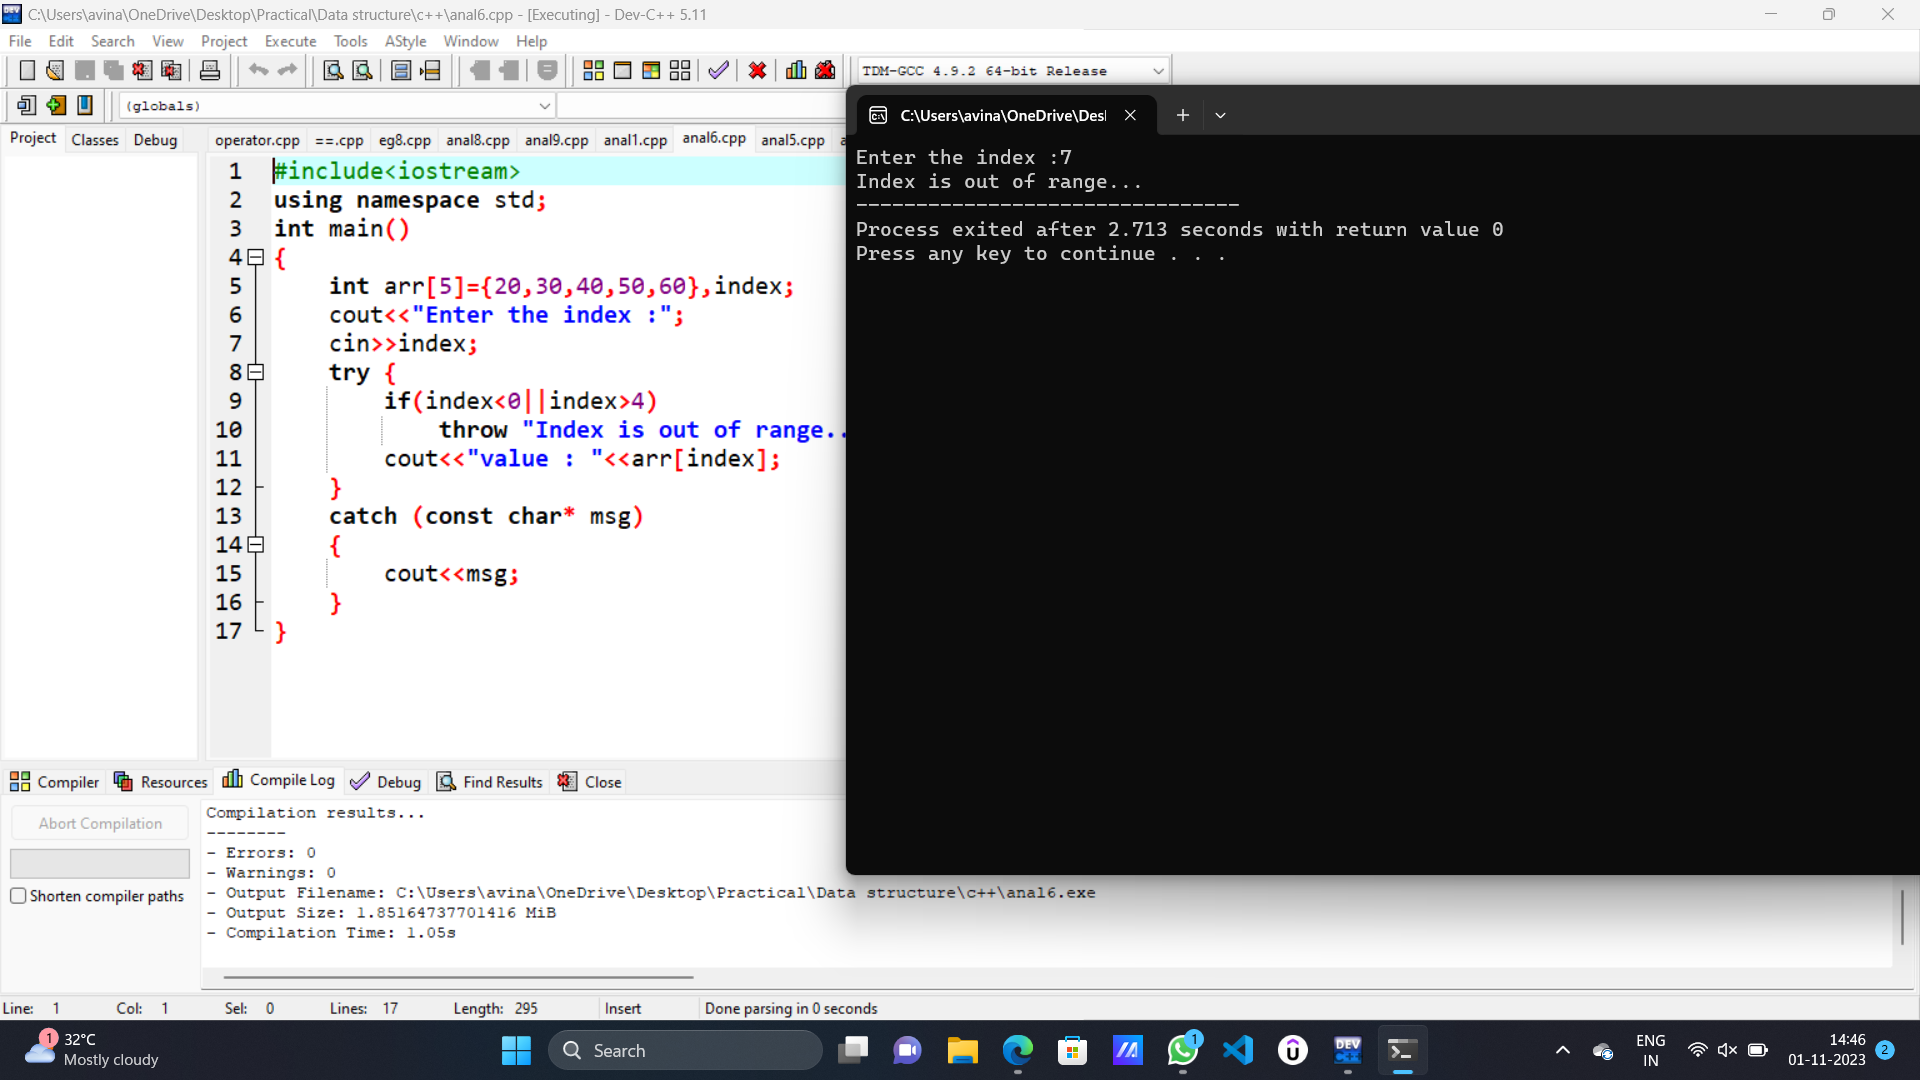 C:\Users\avina\OneDrive\Desktop\Practical\Data structure\c++\anal6.cpp - [Executing] - Dev-C++ 5.11
File Edit Search View Project Execute Tools AStyle Window Help
TDM-GCC 4.9.2 64-bit Release
(globals)
Project Classes Debug
operator.cpp ==.cpp eg8.cpp anal8.cpp anal9.cpp anal1.cpp anal6.cpp anal5.cpp
1 #include<iostream>
2 using namespace std;
3 int main()
4 {
5 int arr[5]={20,30,40,50,60},index;
6 cout<<"Enter the index :";
7 cin>>index;
8 try {
9 if(index<0||index>4)
10 throw "Index is out of range..
11 cout<<"value : "<<arr[index];
12 }
13 catch (const char* msg)
14 {
15 cout<<msg;
16 }
17 }
C:\Users\avina\OneDrive\Des
Enter the index :7
Index is out of range...
--------------------------------
Process exited after 2.713 seconds with return value 0
Press any key to continue . . .
Compiler Resources Compile Log Debug Find Results Close
Abort Compilation
Shorten compiler paths
Compilation results...
--------
- Errors: 0
- Warnings: 0
- Output Filename: C:\Users\avina\OneDrive\Desktop\Practical\Data structure\c++\anal6.exe
- Output Size: 1.85164737701416 MiB
- Compilation Time: 1.05s
Line: 1 Col: 1 Sel: 0 Lines: 17 Length: 295 Insert Done parsing in 0 seconds
1
32°C
Mostly cloudy
Search
1
DEV C++
ENG
IN
14:46
01-11-2023
2